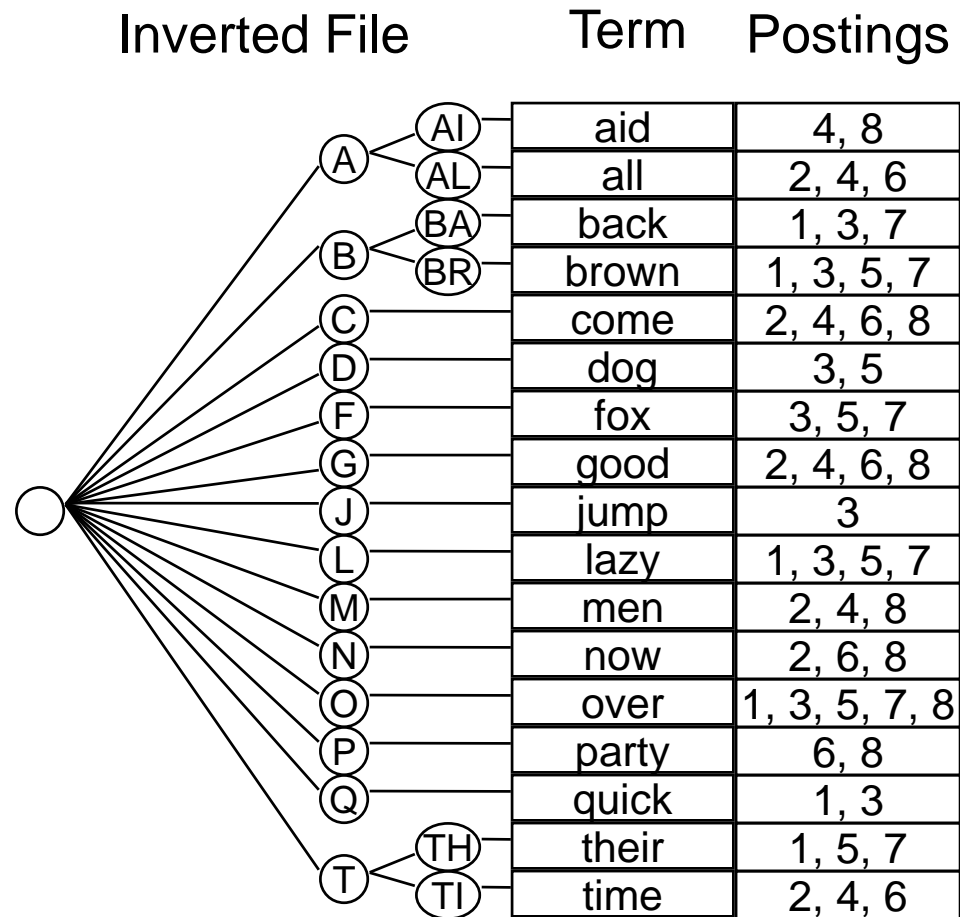 Inverted File Term Postings
AI aid 4, 8
A
AL all 2, 4, 6
BA back 1, 3, 7
B
BR brown 1, 3, 5, 7
C come 2, 4, 6, 8
D dog 3, 5
F fox 3, 5, 7
G good 2, 4, 6, 8
J jump 3
L lazy 1, 3, 5, 7
M men 2, 4, 8
N now 2, 6, 8
O over 1, 3, 5, 7, 8
P party 6, 8
Q quick 1, 3
TH their 1, 5, 7
T
TI time 2, 4, 6